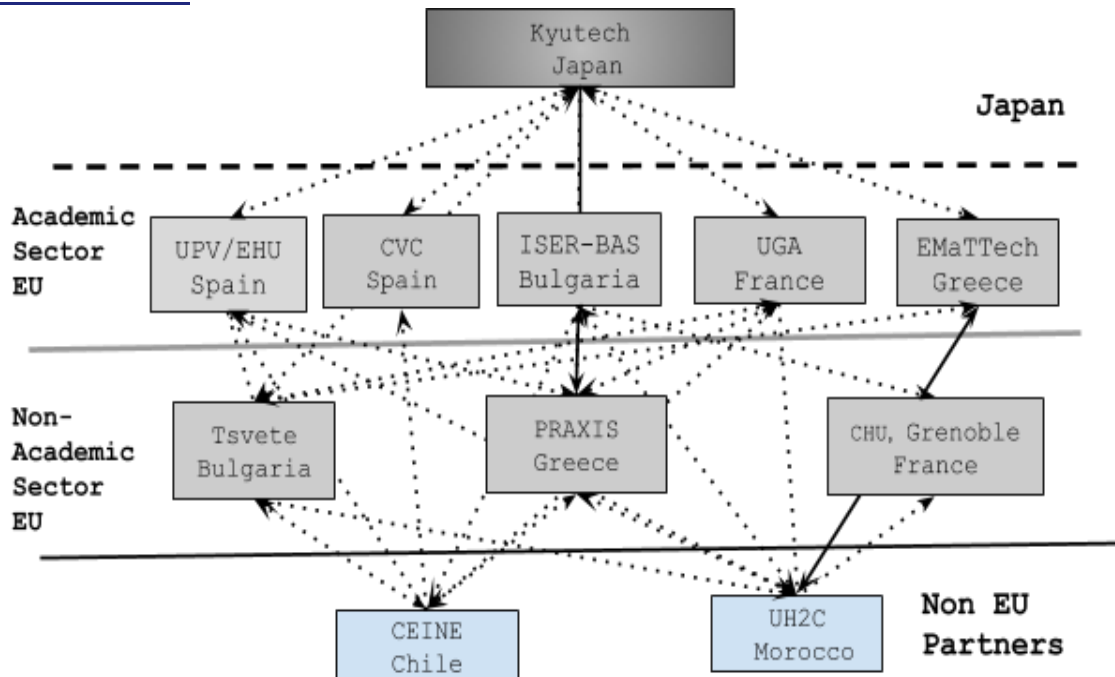 Kyutech
Japan
Japan
Academic
Sector
EU
UPV/EHU
Spain
CVC
Spain
ISER-BAS
Bulgaria
UGA
France
EMaTTech
Greece
Non-
Academic
Sector
EU
Tsvete
Bulgaria
PRAXIS
Greece
CHU, Grenoble
France
CEINE
Chile
UH2C
Morocco
Non EU
Partners